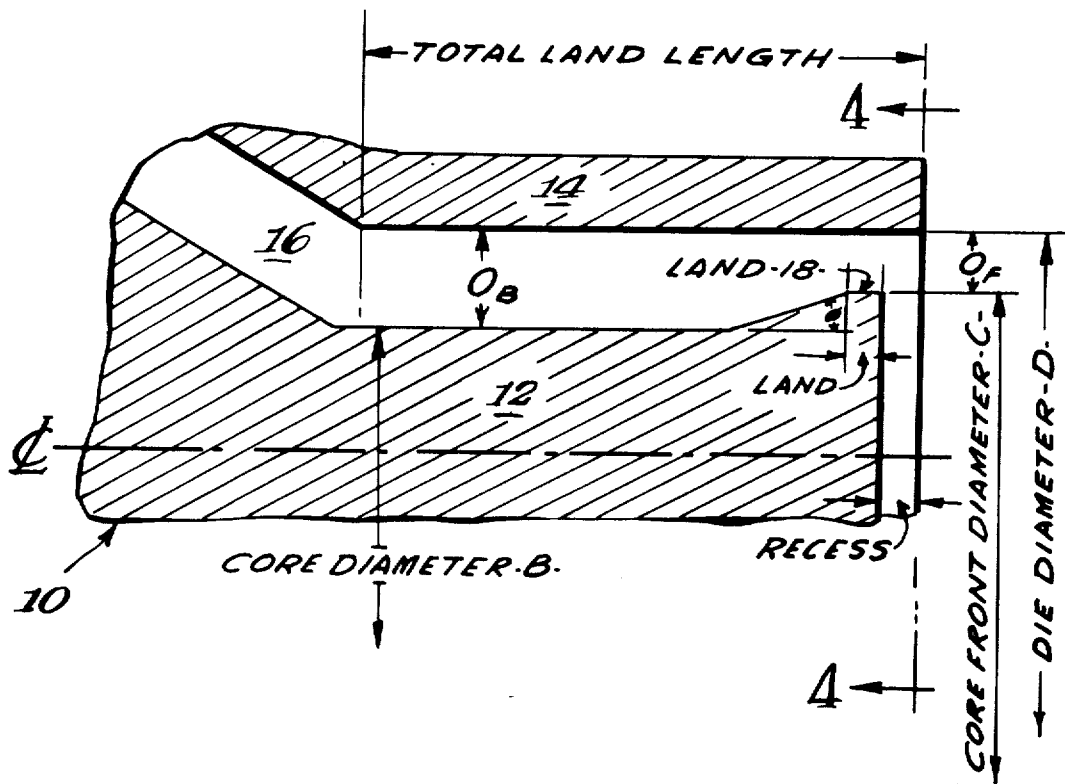 TOTAL LAND LENGTH
4
14
16
LAND-18-
OB
OF
a
LAND
12
℄
RECESS
CORE DIAMETER-B-
10
4
CORE FRONT DIAMETER-C-
DIE DIAMETER-D-